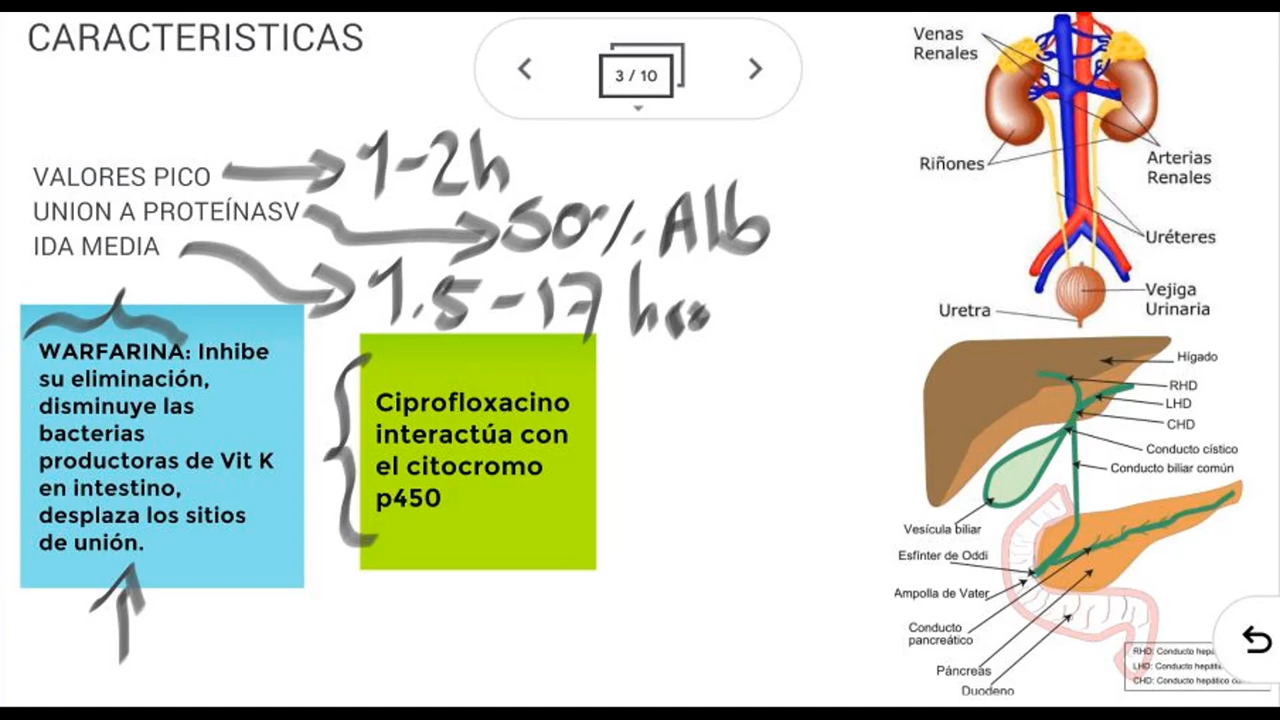 CARACTERISTICAS
3 / 10
VALORES PICO
1-2h
UNION A PROTEÍNASV
50%. Alb
IDA MEDIA
1.5-17 hrs
WARFARINA: Inhibe
su eliminación,
disminuye las
bacterias
productoras de Vit K
en intestino,
desplaza los sitios
de unión.
Ciprofloxacino
interactúa con
el citocromo
p450
Venas
Renales
Riñones
Arterias
Renales
Uréteres
Uretra
Vejiga
Urinaria
Hígado
RHD
LHD
CHD
Conducto cístico
Conducto biliar común
Vesícula biliar
Esfínter de Oddi
Ampolla de Vater
Conducto
pancreático
Páncreas
Duodeno
RHD: Conducto
LHD: Conducto
CHD: Conducto hepático